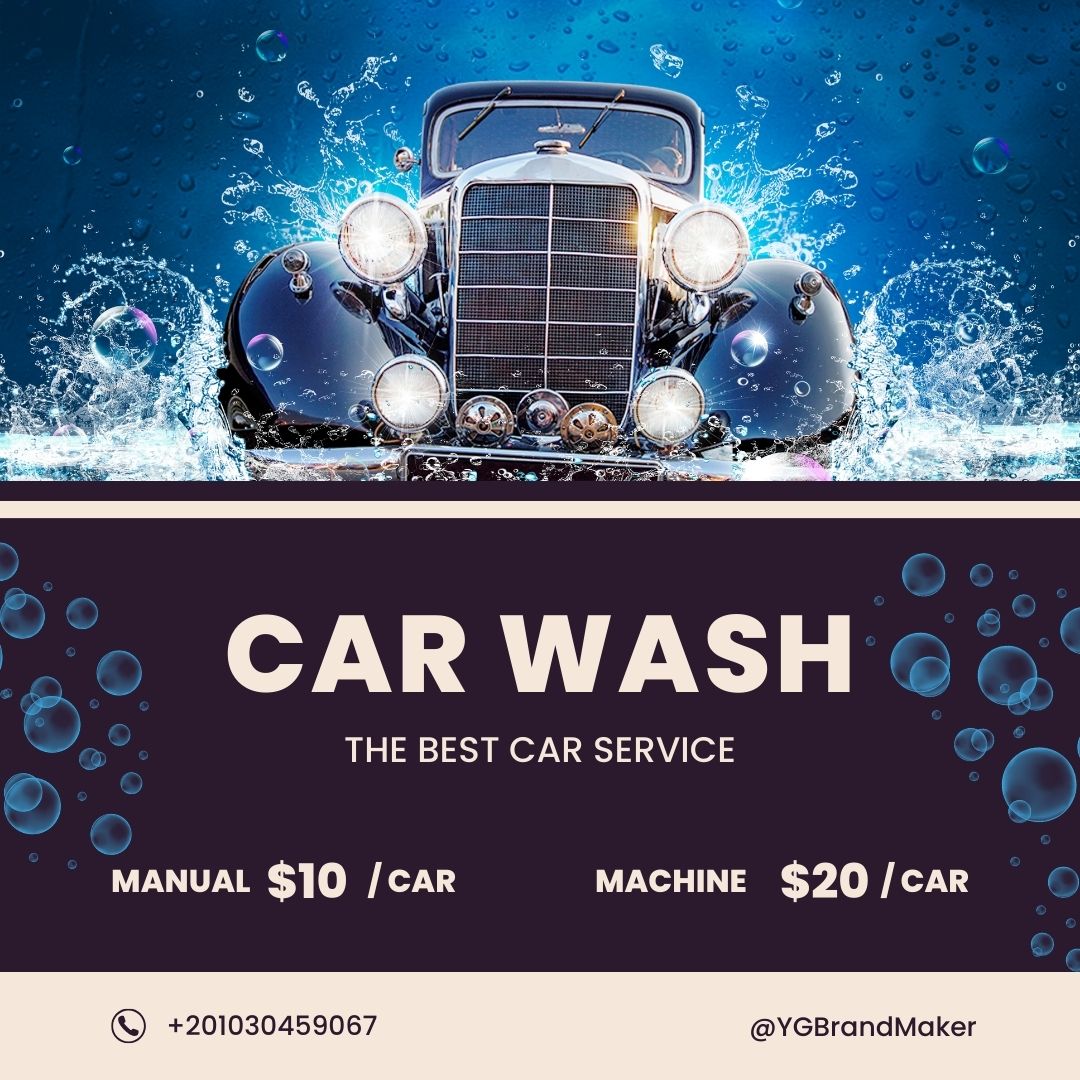 CAR WASH
THE BEST CAR SERVICE
MANUAL $10 / CAR MACHINE $20 / CAR
+201030459067 @YGBrandMaker